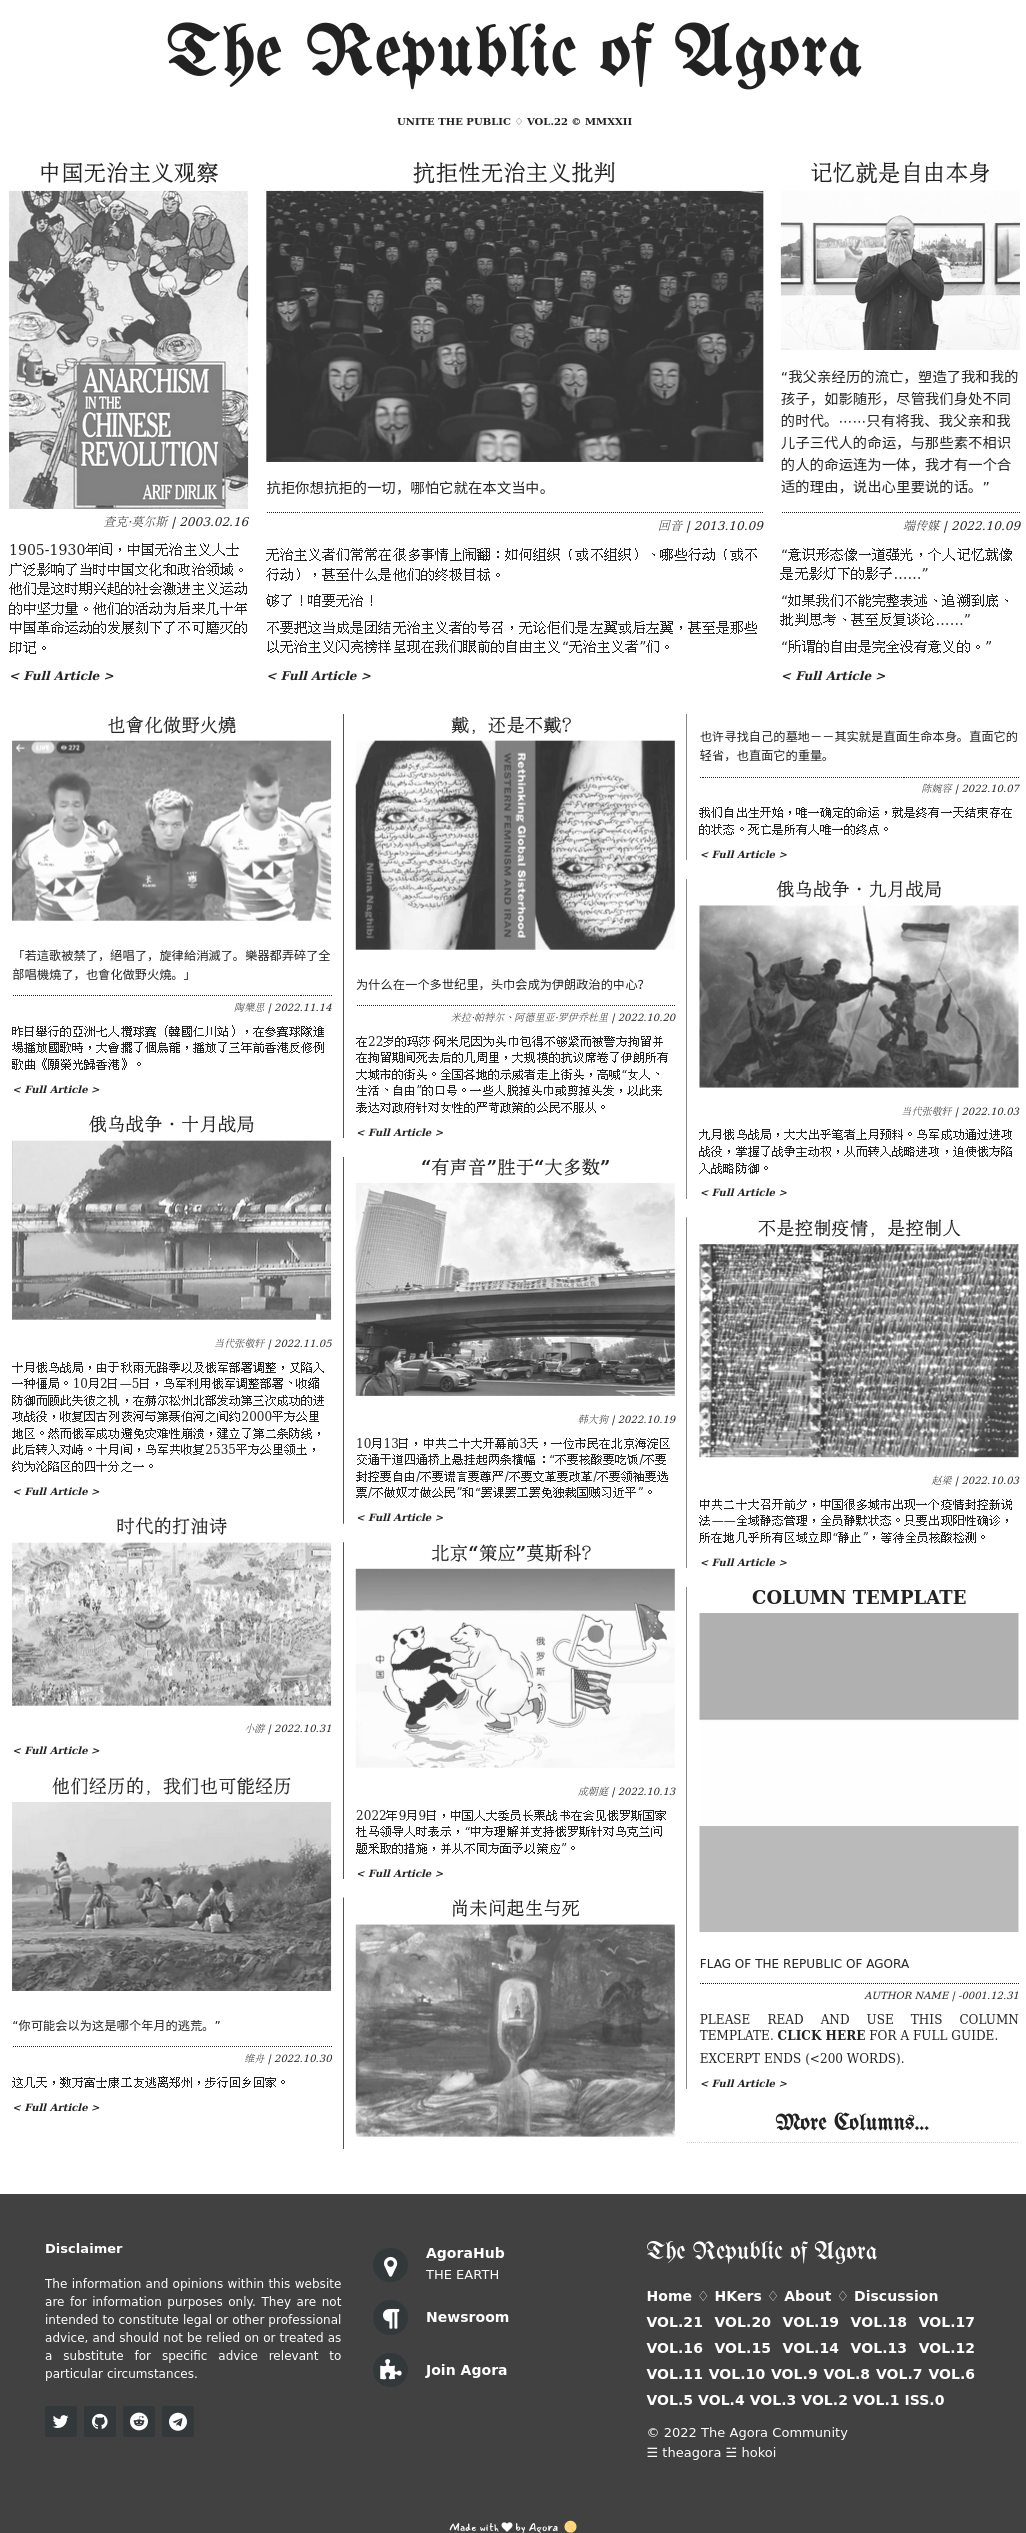 The Republic of Agora
UNITE THE PUBLIC ♢ VOL.22 © MMXXII
中国无治主义观察
ANARCHISM
IN THE
CHINESE
REVOLUTION
ARIF DIRLIK
查克·莫尔斯 | 2003.02.16
1905-1930年间，中国无治主义人士
广泛影响了当时中国文化和政治领域。
他们是这时期兴起的社会激进主义运动
的中坚力量。他们的活动为后来几十年
中国革命运动的发展刻下了不可磨灭的
印记。
< Full Article >
抗拒性无治主义批判
抗拒你想抗拒的一切，哪怕它就在本文当中。
回音 | 2013.10.09
无治主义者们常常在很多事情上闹翻：如何组织（或不组织）、哪些行动（或不
行动），甚至什么是他们的终极目标。
够了！咱要无治！
不要把这当成是团结无治主义者的号召，无论佢们是左翼或后左翼，甚至是那些
以无治主义闪亮榜样呈现在我们眼前的自由主义“无治主义者”们。
< Full Article >
记忆就是自由本身
“我父亲经历的流亡，塑造了我和我的
孩子，如影随形，尽管我们身处不同
的时代。……只有将我、我父亲和我
儿子三代人的命运，与那些素不相识
的人的命运连为一体，我才有一个合
适的理由，说出心里要说的话。”
端传媒 | 2022.10.09
“意识形态像一道强光，个人记忆就像
是无影灯下的影子……”
“如果我们不能完整表述、追溯到底、
批判思考、甚至反复谈论……”
“所谓的自由是完全没有意义的。”
< Full Article >
也會化做野火燒
LIVE
272
「若這歌被禁了，絕唱了，旋律給消滅了。樂器都弄碎了全
部唱機燒了，也會化做野火燒。」
陶樂思 | 2022.11.14
昨日舉行的亞洲七人欖球賽（韓國仁川站），在參賽球隊進
場播放國歌時，大會擺了個烏龍，播放了三年前香港反修例
歌曲《願榮光歸香港》。
< Full Article >
俄乌战争·十月战局
当代张敬轩 | 2022.11.05
十月俄乌战局，由于秋雨无路季以及俄军部署调整，又陷入
一种僵局。10月2日—5日，乌军利用俄军调整部署、收缩
防御而顾此失彼之机，在赫尔松州北部发动第三次成功的进
攻战役，收复因古列茨河与第聂伯河之间约2000平方公里
地区。然而俄军成功避免灾难性崩溃，建立了第二条防线，
此后转入对峙。十月间，乌军共收复2535平方公里领土，
约为沦陷区的四十分之一。
< Full Article >
时代的打油诗
小游 | 2022.10.31
< Full Article >
他们经历的，我们也可能经历
“你可能会以为这是哪个年月的逃荒。”
维舟 | 2022.10.30
这几天，数万富士康工友逃离郑州，步行回乡回家。
< Full Article >
戴，还是不戴？
Nima Naghibi
Rethinking Global Sisterhood
WESTERN FEMINISM AND IRAN
为什么在一个多世纪里，头巾会成为伊朗政治的中心？
米拉·帕特尔、阿德里亚·罗伊乔杜里 | 2022.10.20
在22岁的玛莎·阿米尼因为头巾包得不够紧而被警方拘留并
在拘留期间死去后的几周里，大规模的抗议席卷了伊朗所有
大城市的街头。全国各地的示威者走上街头，高喊“女人、
生活、自由”的口号。一些人脱掉头巾或剪掉头发，以此来
表达对政府针对女性的严苛政策的公民不服从。
< Full Article >
“有声音”胜于“大多数”
韩大狗 | 2022.10.19
10月13日，中共二十大开幕前3天，一位市民在北京海淀区
交通干道四通桥上悬挂起两条横幅：“不要核酸要吃饭/不要
封控要自由/不要谎言要尊严/不要文革要改革/不要领袖要选
票/不做奴才做公民”和“罢课罢工罢免独裁国贼习近平”。
< Full Article >
北京“策应”莫斯科？
中国
俄罗斯
成朝庭 | 2022.10.13
2022年9月9日，中国人大委员长栗战书在会见俄罗斯国家
杜马领导人时表示，“中方理解并支持俄罗斯针对乌克兰问
题采取的措施，并从不同方面予以策应”。
< Full Article >
尚未问起生与死
也许寻找自己的墓地——其实就是直面生命本身。直面它的
轻省，也直面它的重量。
陈婉容 | 2022.10.07
我们自出生开始，唯一确定的命运，就是终有一天结束存在
的状态。死亡是所有人唯一的终点。
< Full Article >
俄乌战争·九月战局
当代张敬轩 | 2022.10.03
九月俄乌战局，大大出乎笔者上月预料。乌军成功通过进攻
战役，掌握了战争主动权，从而转入战略进攻，迫使俄方陷
入战略防御。
< Full Article >
不是控制疫情，是控制人
赵梁 | 2022.10.03
中共二十大召开前夕，中国很多城市出现一个疫情封控新说
法——全域静态管理，全员静默状态。只要出现阳性确诊，
所在地几乎所有区域立即“静止”，等待全员核酸检测。
< Full Article >
COLUMN TEMPLATE
FLAG OF THE REPUBLIC OF AGORA
AUTHOR NAME | -0001.12.31
PLEASE READ AND USE THIS COLUMN
TEMPLATE. CLICK HERE FOR A FULL GUIDE.
EXCERPT ENDS (<200 WORDS).
< Full Article >
More Columns...
Disclaimer
The information and opinions within this website
are for information purposes only. They are not
intended to constitute legal or other professional
advice, and should not be relied on or treated as
a substitute for specific advice relevant to
particular circumstances.
AgoraHub
THE EARTH
Newsroom
Join Agora
The Republic of Agora
Home ♢ HKers ♢ About ♢ Discussion
VOL.21 VOL.20 VOL.19 VOL.18 VOL.17
VOL.16 VOL.15 VOL.14 VOL.13 VOL.12
VOL.11 VOL.10 VOL.9 VOL.8 VOL.7 VOL.6
VOL.5 VOL.4 VOL.3 VOL.2 VOL.1 ISS.0
© 2022 The Agora Community
☰ theagora ☱ hokoi
Made with ♥ by Agora